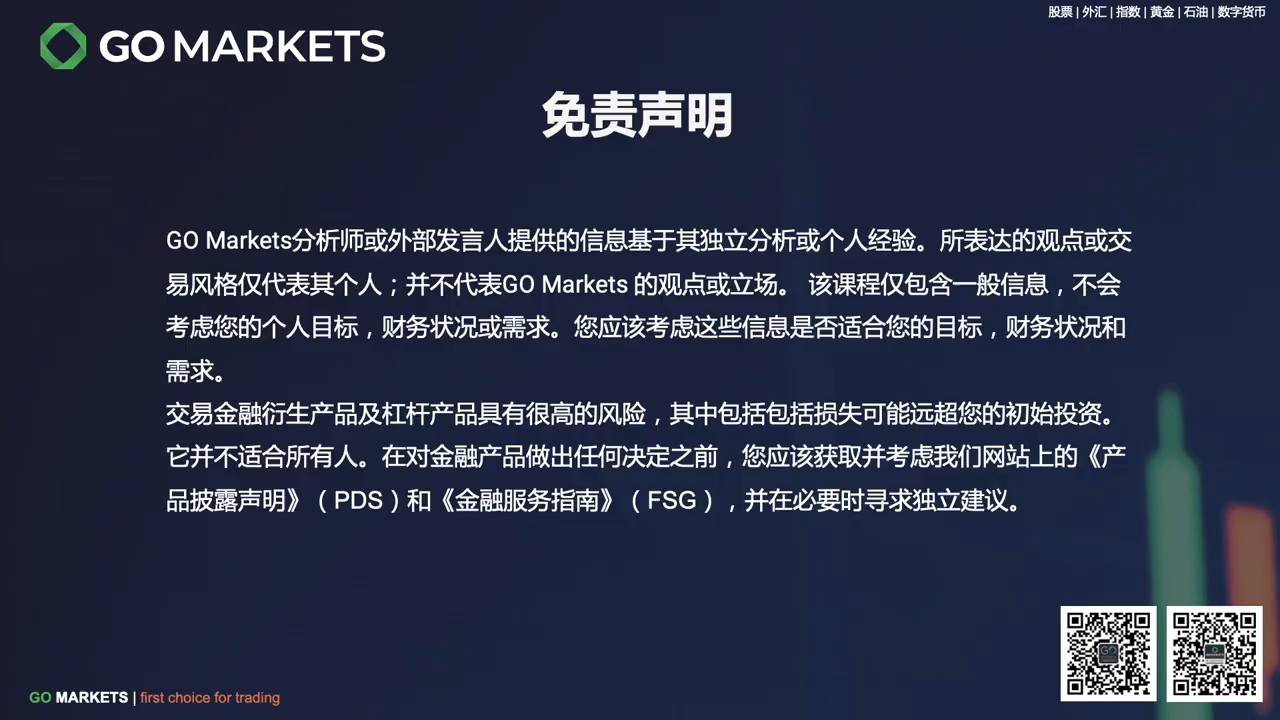 股票 | 外汇 | 指数 | 黄金 | 石油 | 数字货币
GO MARKETS
免责声明
GO Markets分析师或外部发言人提供的信息基于其独立分析或个人经验。所表达的观点或交
易风格仅代表其个人；并不代表GO Markets 的观点或立场。 该课程仅包含一般信息，不会
考虑您的个人目标，财务状况或需求。您应该考虑这些信息是否适合您的目标，财务状况和
需求。
交易金融衍生产品及杠杆产品具有很高的风险，其中包括包括损失可能远超您的初始投资。
它并不适合所有人。在对金融产品做出任何决定之前，您应该获取并考虑我们网站上的《产
品披露声明》（PDS）和《金融服务指南》（FSG），并在必要时寻求独立建议。
GO MARKETS | first choice for trading